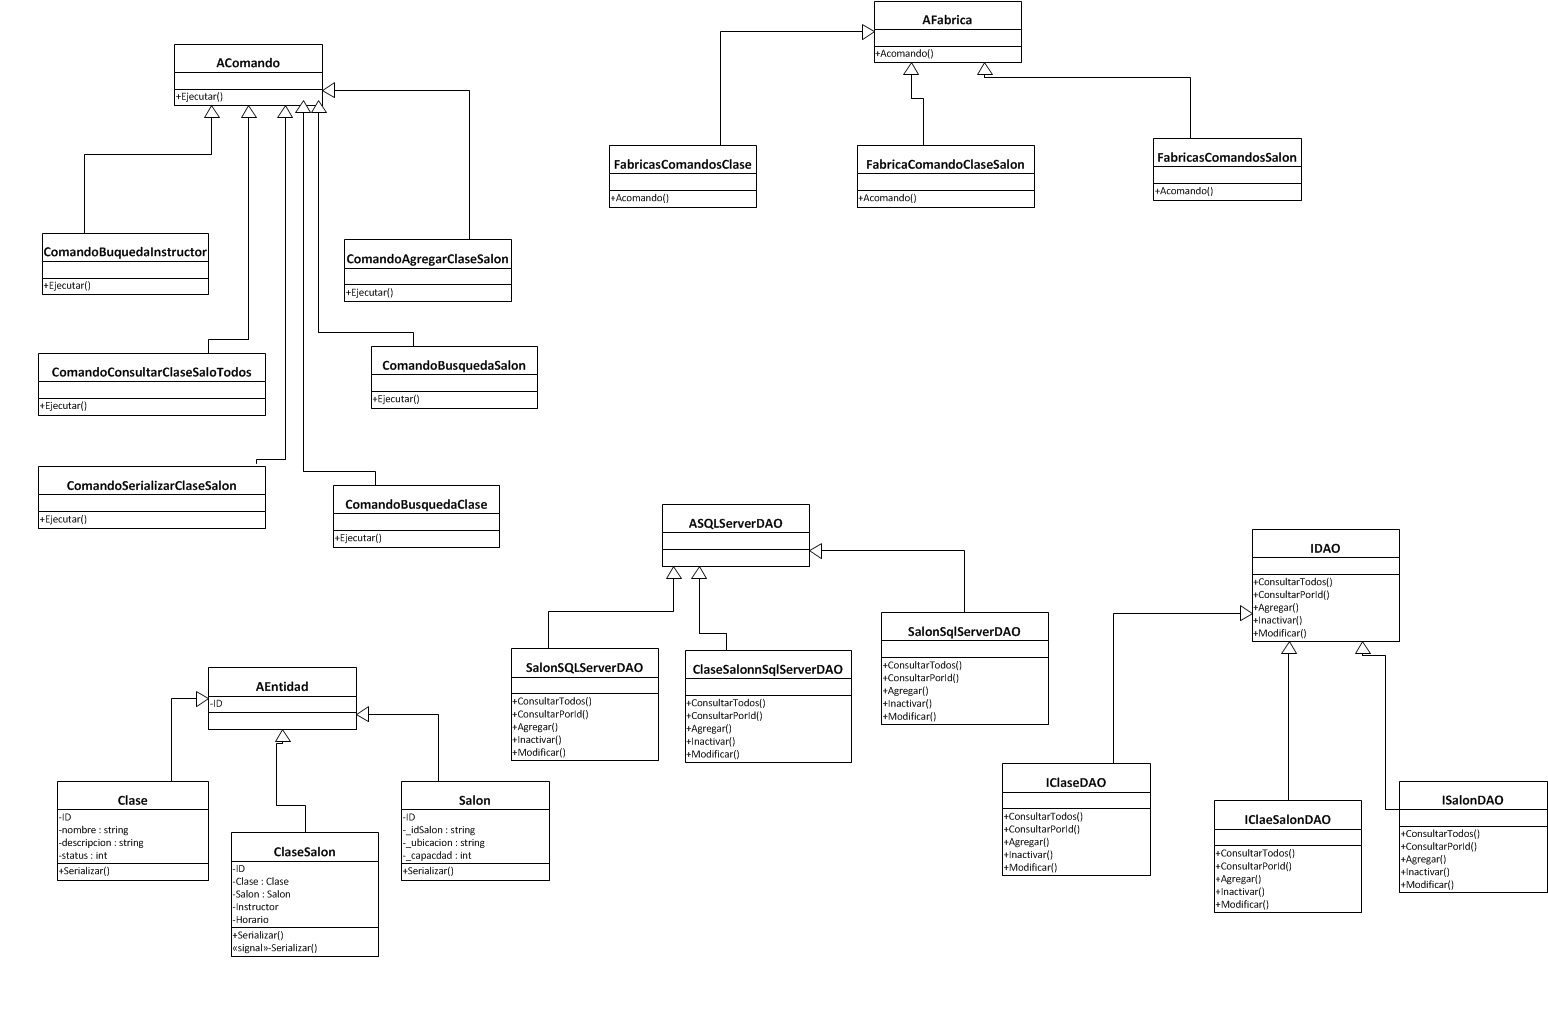 AFabrica
+Acomando()
AComando
+Ejecutar()
FabricasComandosClase
+Acomando()
FabricaComandoClaseSalon
+Acomando()
FabricasComandosSalon
+Acomando()
ComandoBuquedaInstructor
+Ejecutar()
ComandoAgregarClaseSalon
+Ejecutar()
ComandoConsultarClaseSaloTodos
+Ejecutar()
ComandoBusquedaSalon
+Ejecutar()
ComandoSerializarClaseSalon
+Ejecutar()
ComandoBusquedaClase
+Ejecutar()
ASQLServerDAO
IDAO
+ConsultarTodos()
+ConsultarPorId()
+Agregar()
+Inactivar()
+Modificar()
SalonSQLServerDAO
+ConsultarTodos()
+ConsultarPorId()
+Agregar()
+Inactivar()
+Modificar()
ClaseSalonnSqlServerDAO
+ConsultarTodos()
+ConsultarPorId()
+Agregar()
+Inactivar()
+Modificar()
SalonSqlServerDAO
+ConsultarTodos()
+ConsultarPorId()
+Agregar()
+Inactivar()
+Modificar()
AEntidad
-ID
Clase
-ID
-nombre : string
-descripcion : string
-status : int
+Serializar()
ClaseSalon
-ID
-Clase : Clase
-Salon : Salon
-Instructor
-Horario
+Serializar()
«signal»-Serializar()
Salon
-ID
-_idSalon : string
-_ubicacion : string
-_capacdad : int
+Serializar()
IClaseDAO
+ConsultarTodos()
+ConsultarPorId()
+Agregar()
+Inactivar()
+Modificar()
IClaeSalonDAO
+ConsultarTodos()
+ConsultarPorId()
+Agregar()
+Inactivar()
+Modificar()
ISalonDAO
+ConsultarTodos()
+ConsultarPorId()
+Agregar()
+Inactivar()
+Modificar()